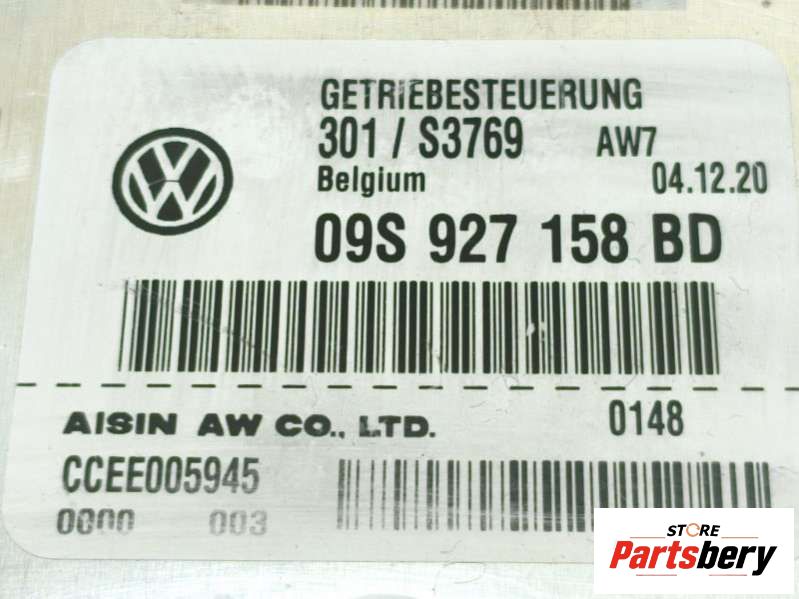 GETRIEBESTEUERUNG
301 / S3769 AW7
Belgium 04.12.20
09S 927 158 BD
AISIN AW CO., LTD. 0148
CCEE005945
0000 003
STORE
Partsbery